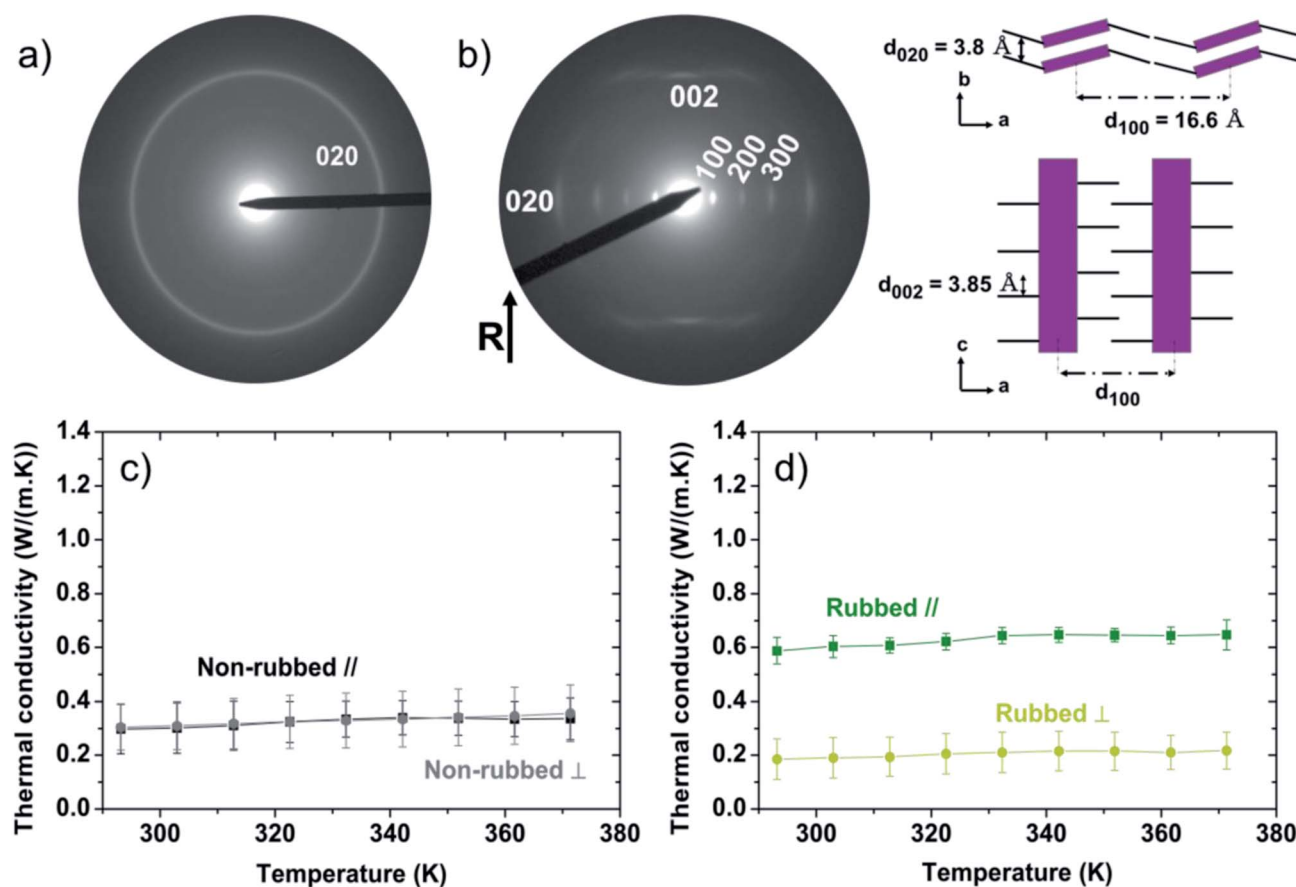 a)
020
b)
002
100
200
300
020
R
d020 = 3.8 Å
b
a
d100 = 16.6 Å
d002 = 3.85 Å
c
a
d100
c)
Thermal conductivity (W/(m.K))
1.4
1.2
1.0
0.8
0.6
0.4
0.2
0.0
Non-rubbed //
Non-rubbed ⊥
300 320 340 360 380
Temperature (K)
d)
Thermal conductivity (W/(m.K))
1.4
1.2
1.0
0.8
0.6
0.4
0.2
0.0
Rubbed //
Rubbed ⊥
300 320 340 360 380
Temperature (K)